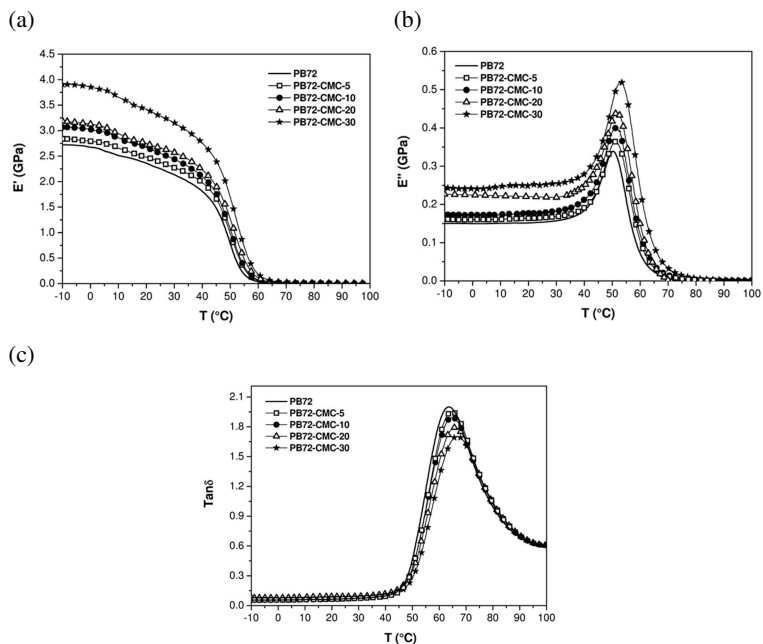 (a)
4.5
4.0
3.5
3.0
2.5
2.0
1.5
1.0
0.5
0.0
E' (GPa)
PB72
PB72-CMC-5
PB72-CMC-10
PB72-CMC-20
PB72-CMC-30
-10 0 10 20 30 40 50 60 70 80 90 100
T (°C)
(b)
0.6
0.5
0.4
0.3
0.2
0.1
0.0
E'' (GPa)
PB72
PB72-CMC-5
PB72-CMC-10
PB72-CMC-20
PB72-CMC-30
-10 0 10 20 30 40 50 60 70 80 90 100
T (°C)
(c)
2.1
1.8
1.5
1.2
0.9
0.6
0.3
0.0
Tanδ
PB72
PB72-CMC-5
PB72-CMC-10
PB72-CMC-20
PB72-CMC-30
-10 0 10 20 30 40 50 60 70 80 90 100
T (°C)